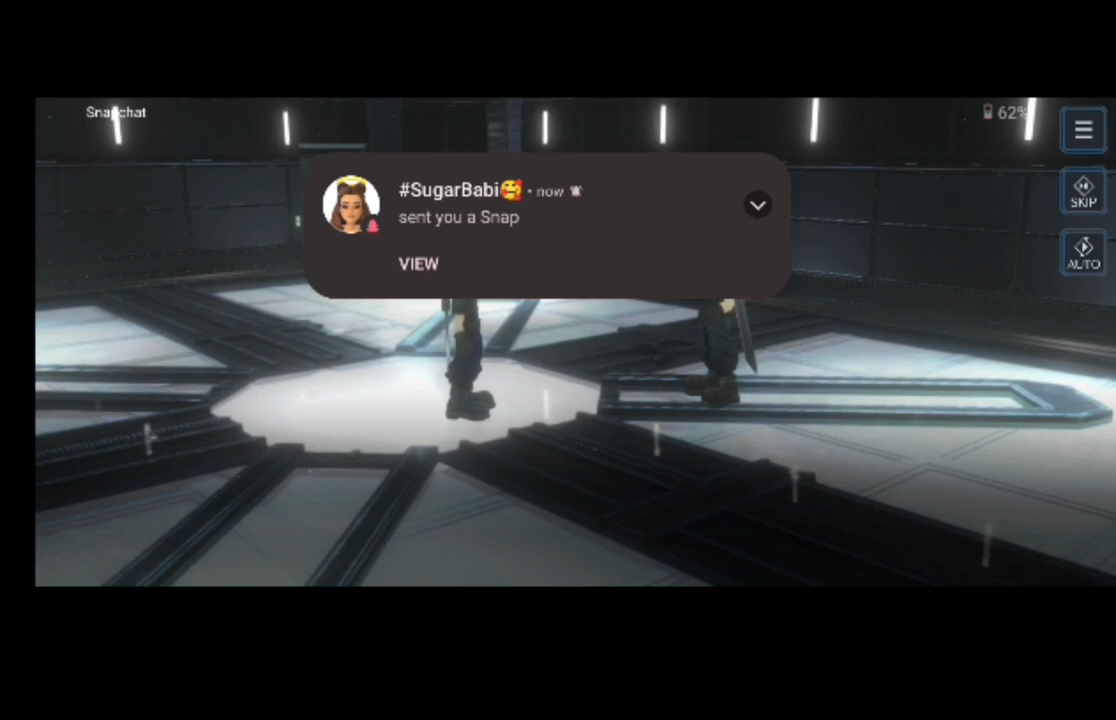 Snapchat
62%
#SugarBabi🥰 • now
sent you a Snap
VIEW
SKIP
AUTO